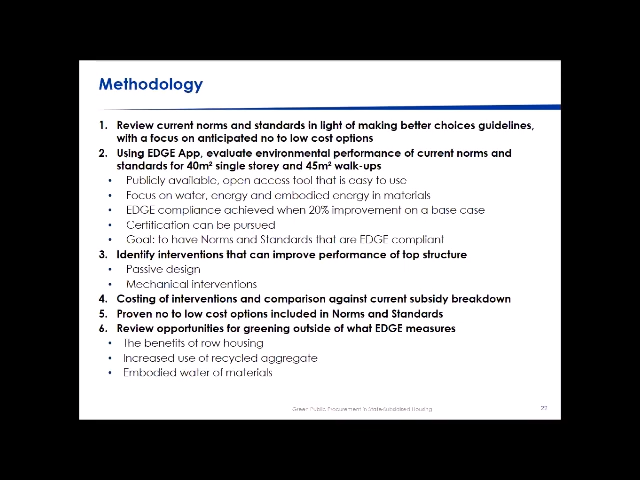 Methodology
1. Review current norms and standards in light of making better choices guidelines,
with a focus on anticipated no to low cost options
2. Using EDGE App, evaluate environmental performance of current norms and
standards for 40m² single storey and 45m² walk-ups
• Publicly available, open access tool that is easy to use
• Focus on water, energy and embodied energy in materials
• EDGE compliance achieved when 20% improvement on a base case
• Certification can be pursued
• Goal: to have Norms and Standards that are EDGE compliant
3. Identify interventions that can improve performance of top structure
• Passive design
• Mechanical interventions
4. Costing of interventions and comparison against current subsidy breakdown
5. Proven no to low cost options included in Norms and Standards
6. Review opportunities for greening outside of what EDGE measures
• The benefits of row housing
• Increased use of recycled aggregate
• Embodied water of materials
Green Public Procurement in State-Subsidised Housing